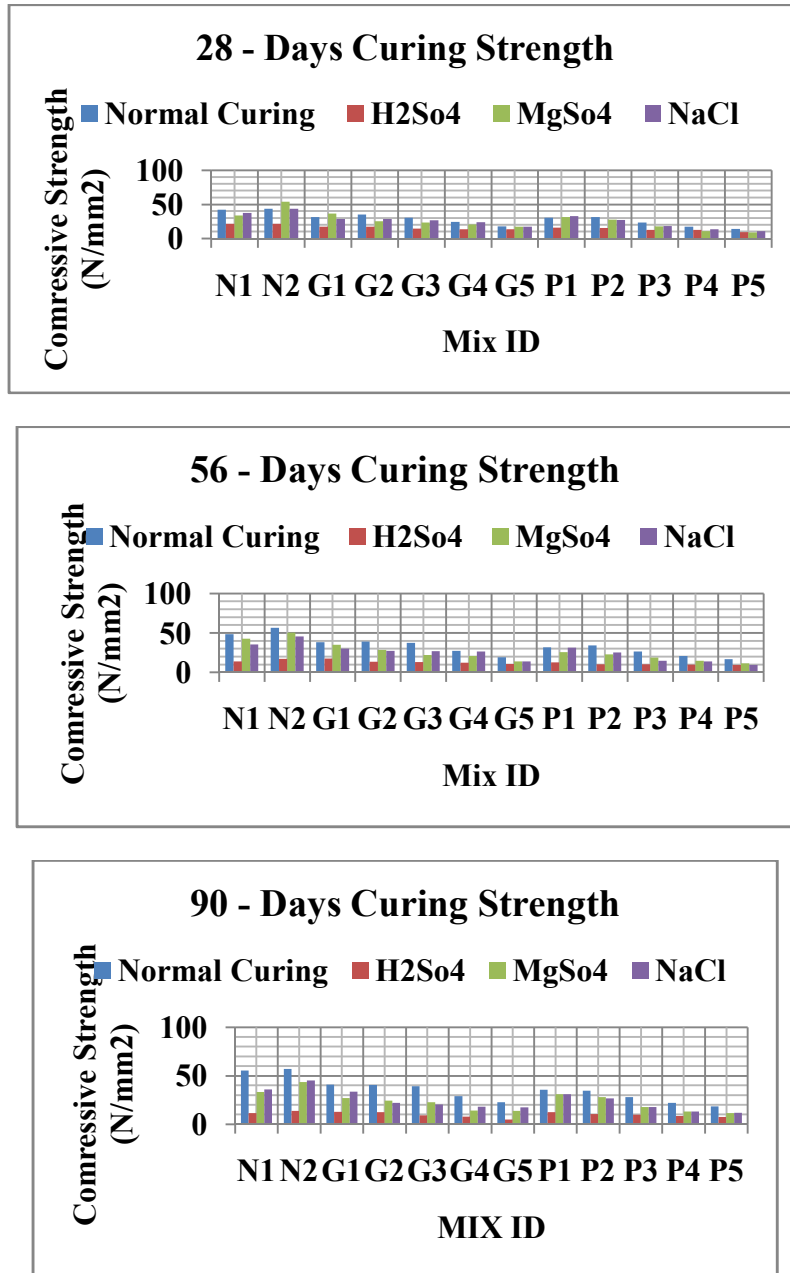 28 - Days Curing Strength
Normal Curing H2So4 MgSo4 NaCl
Comressive Strength
(N/mm2)
100
50
0
N1 N2 G1 G2 G3 G4 G5 P1 P2 P3 P4 P5
Mix ID
56 - Days Curing Strength
Normal Curing H2So4 MgSo4 NaCl
Comressive Strength
(N/mm2)
100
50
0
N1 N2 G1 G2 G3 G4 G5 P1 P2 P3 P4 P5
Mix ID
90 - Days Curing Strength
Normal Curing H2So4 MgSo4 NaCl
Comressive Strength
(N/mm2)
100
50
0
N1 N2 G1 G2 G3 G4 G5 P1 P2 P3 P4 P5
MIX ID